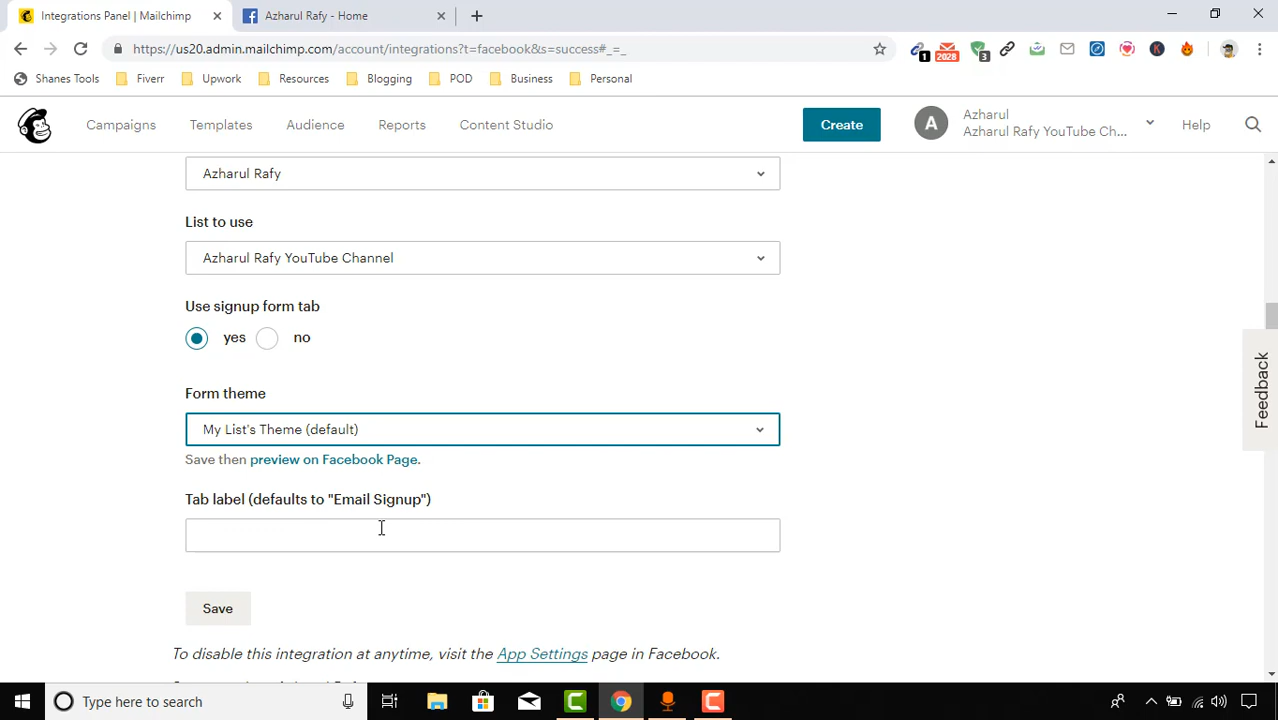 Integrations Panel | Mailchimp
Azharul Rafy - Home
https://us20.admin.mailchimp.com/account/integrations?t=facebook&s=success#_=_
1
2028
3
K
Shanes Tools
Fiverr
Upwork
Resources
Blogging
POD
Business
Personal
Campaigns
Templates
Audience
Reports
Content Studio
Create
A
Azharul
Azharul Rafy YouTube Ch...
Help
Azharul Rafy
List to use
Azharul Rafy YouTube Channel
Use signup form tab
yes
no
Form theme
My List's Theme (default)
Save then preview on Facebook Page.
Tab label (defaults to "Email Signup")
Save
To disable this integration at anytime, visit the App Settings page in Facebook.
Feedback
Type here to search